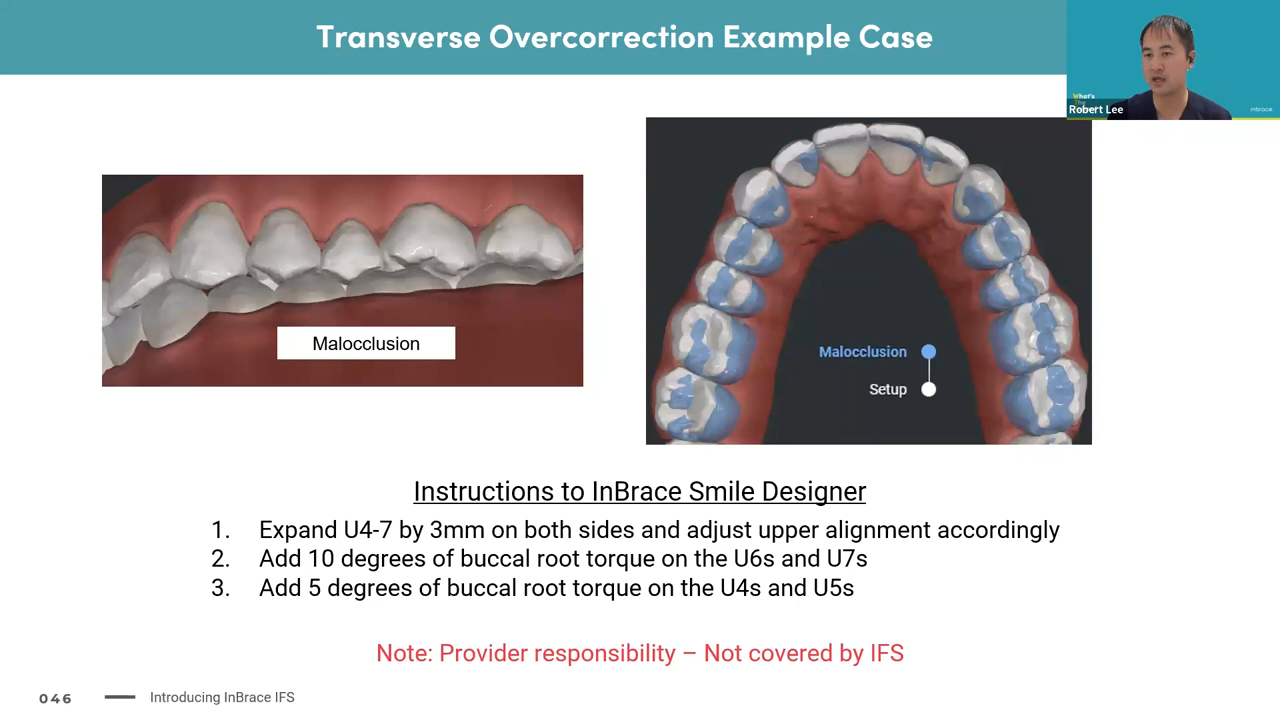 Transverse Overcorrection Example Case
What's
The
Robert Lee
inbrace
Malocclusion
Malocclusion
Setup
Instructions to InBrace Smile Designer
1. Expand U4-7 by 3mm on both sides and adjust upper alignment accordingly
2. Add 10 degrees of buccal root torque on the U6s and U7s
3. Add 5 degrees of buccal root torque on the U4s and U5s
Note: Provider responsibility – Not covered by IFS
046 Introducing InBrace IFS